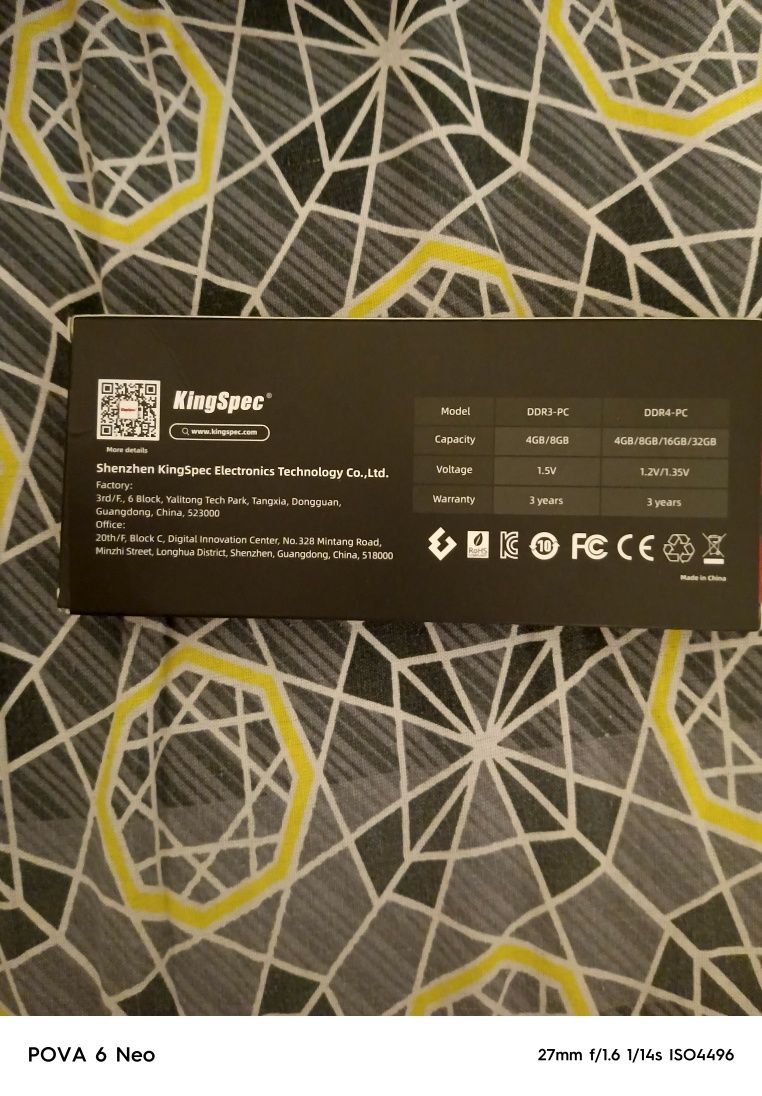 KingSpec®
www.kingspec.com
More details
Shenzhen KingSpec Electronics Technology Co.,Ltd.
Factory:
3rd/F., 6 Block, Yalitong Tech Park, Tangxia, Dongguan,
Guangdong, China, 523000
Office:
20th/F, Block C, Digital Innovation Center, No.328 Mintang Road,
Minzhi Street, Longhua District, Shenzhen, Guangdong, China, 518000
Model DDR3-PC DDR4-PC
Capacity 4GB/8GB 4GB/8GB/16GB/32GB
Voltage 1.5V 1.2V/1.35V
Warranty 3 years 3 years
RoHS 10 FC CE
Made in China
POVA 6 Neo
27mm f/1.6 1/14s ISO4496